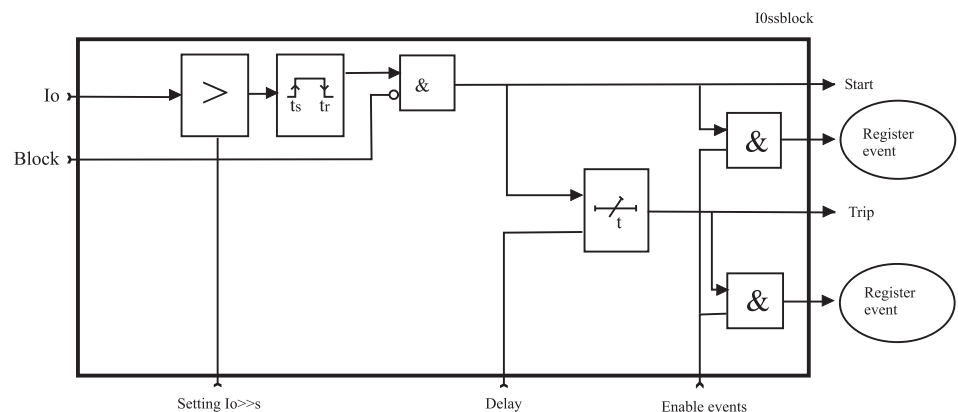 I0ssblock
Io
>
ts tr
&
Start
Block
&
Register
event
t
Trip
&
Register
event
Setting Io>>s
Delay
Enable events